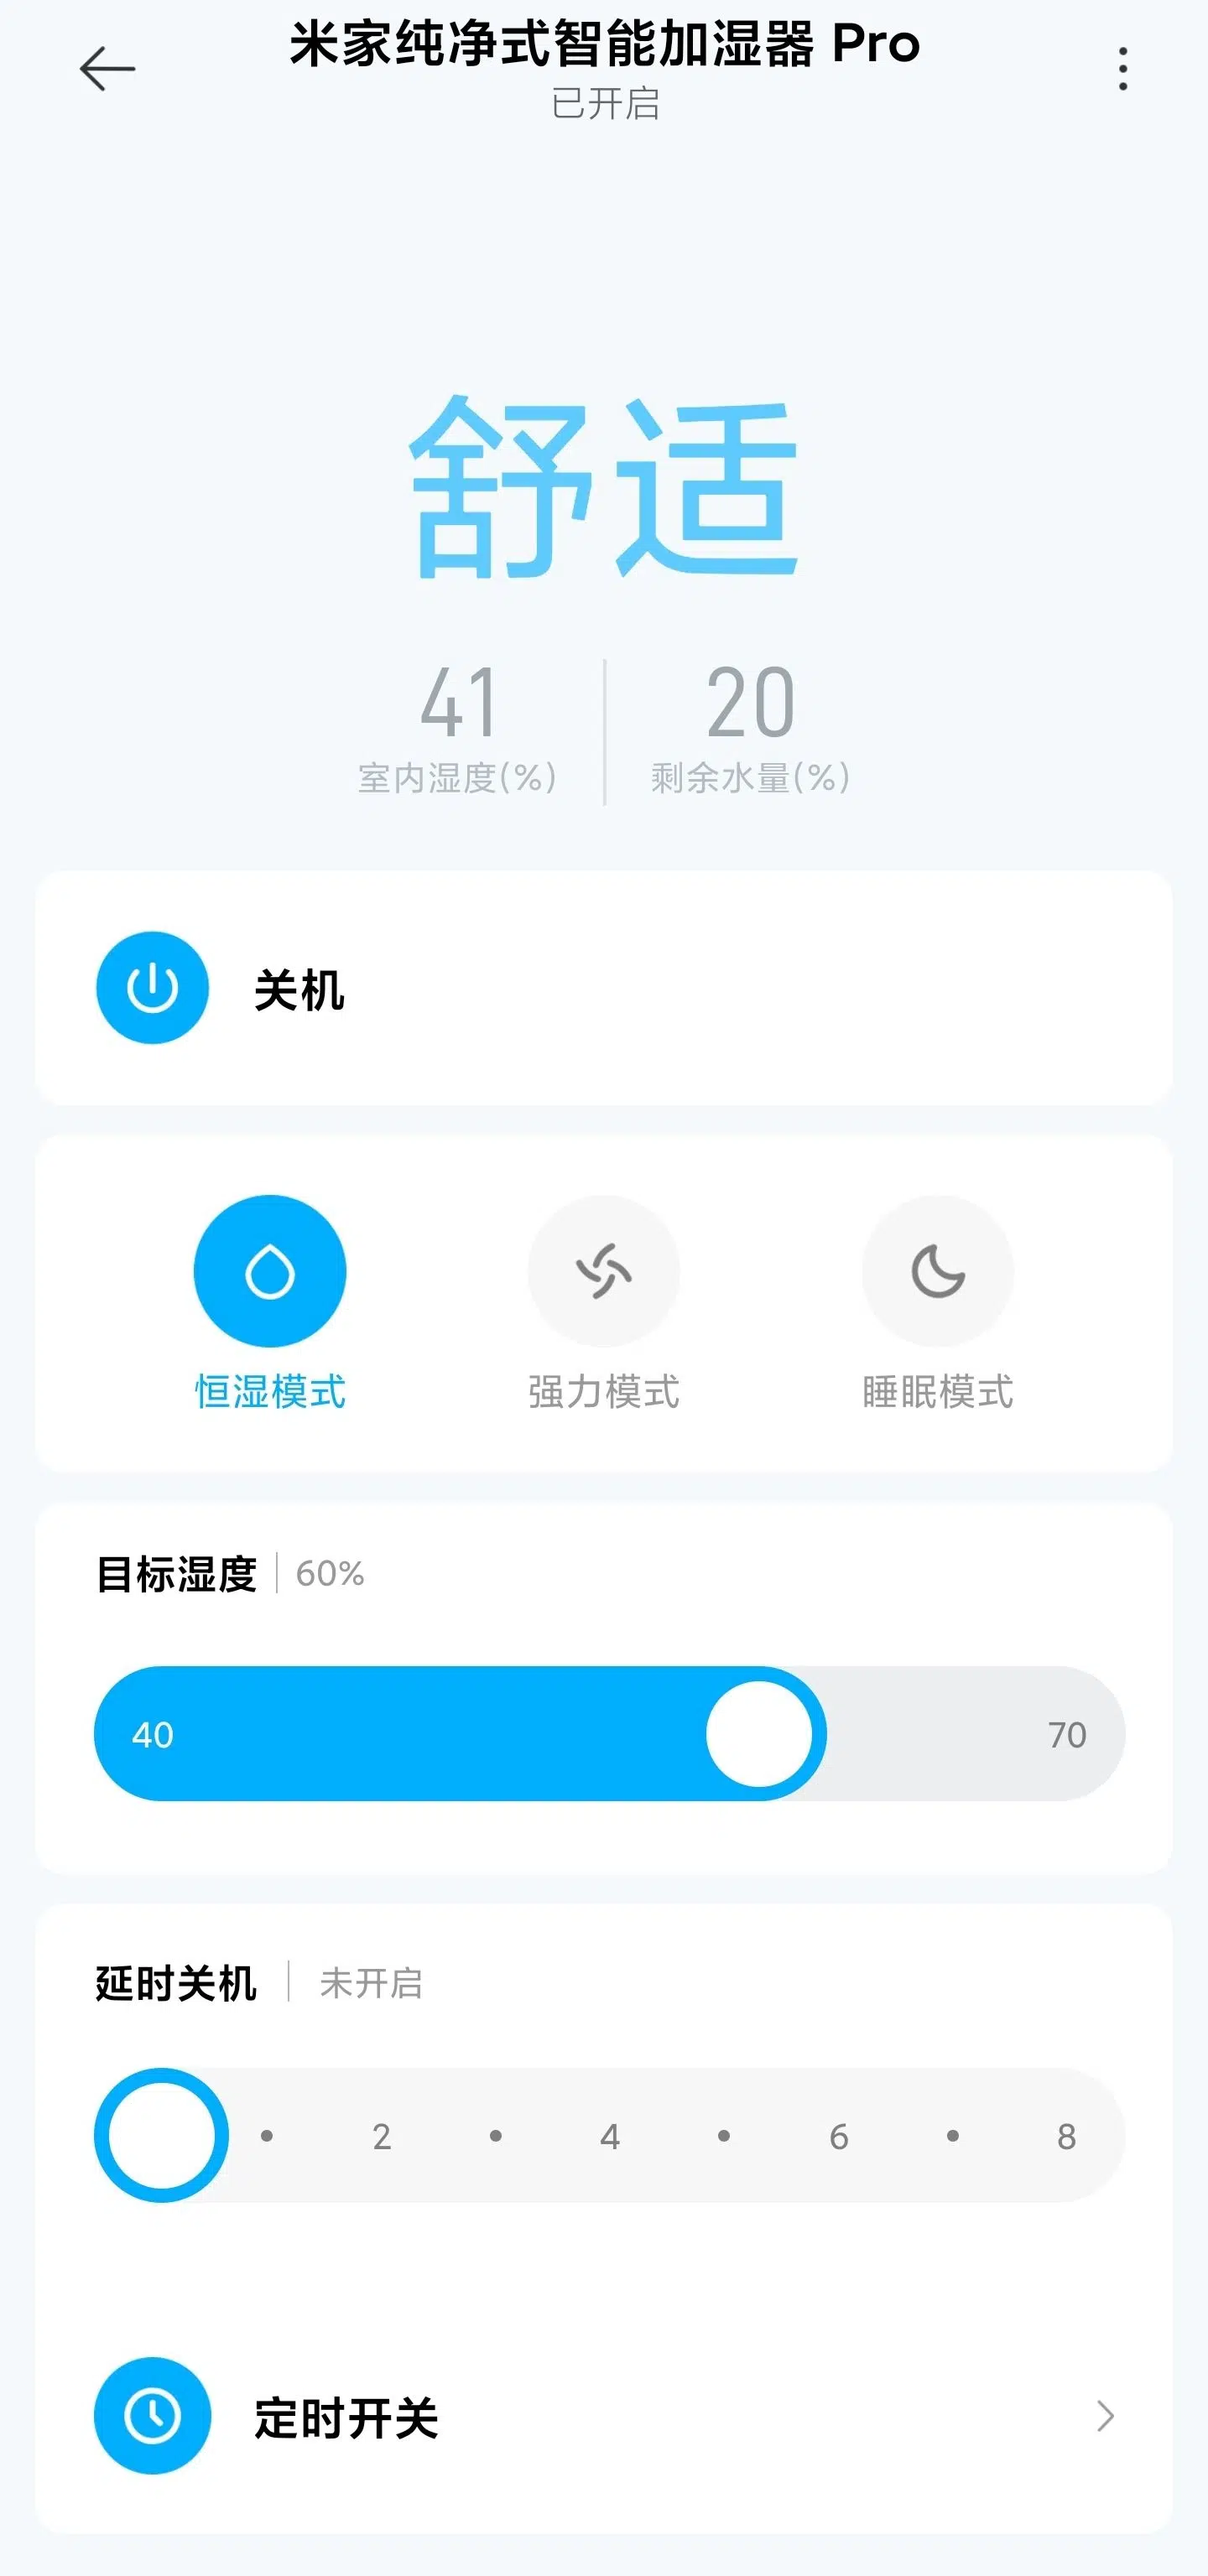 米家纯净式智能加湿器 Pro
已开启
舒适
41 20
室内湿度(%) 剩余水量(%)
关机
恒湿模式 强力模式 睡眠模式
目标湿度 60%
40 70
延时关机 未开启
2 4 6 8
定时开关